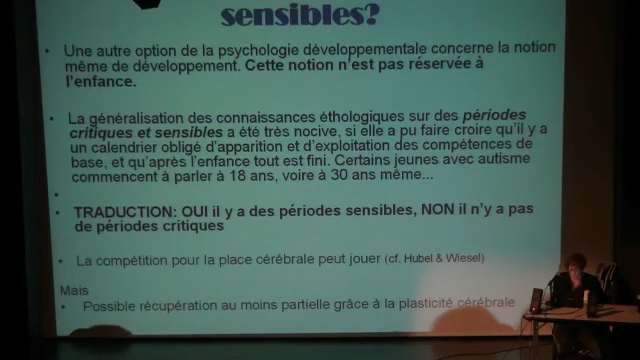 sensibles?
• Une autre option de la psychologie développementale concerne la notion
même de développement. Cette notion n'est pas réservée à
l'enfance.
• La généralisation des connaissances éthologiques sur des périodes
critiques et sensibles a été très nocive, si elle a pu faire croire qu'il y a
un calendrier obligé d'apparition et d'exploitation des compétences de
base, et qu'après l'enfance tout est fini. Certains jeunes avec autisme
commencent à parler à 18 ans, voire à 30 ans même...
•
• TRADUCTION: OUI il y a des périodes sensibles, NON il n'y a pas
de périodes critiques
• La compétition pour la place cérébrale peut jouer (cf. Hubel & Wiesel)
Mais
• Possible récupération au moins partielle grâce à la plasticité cérébrale